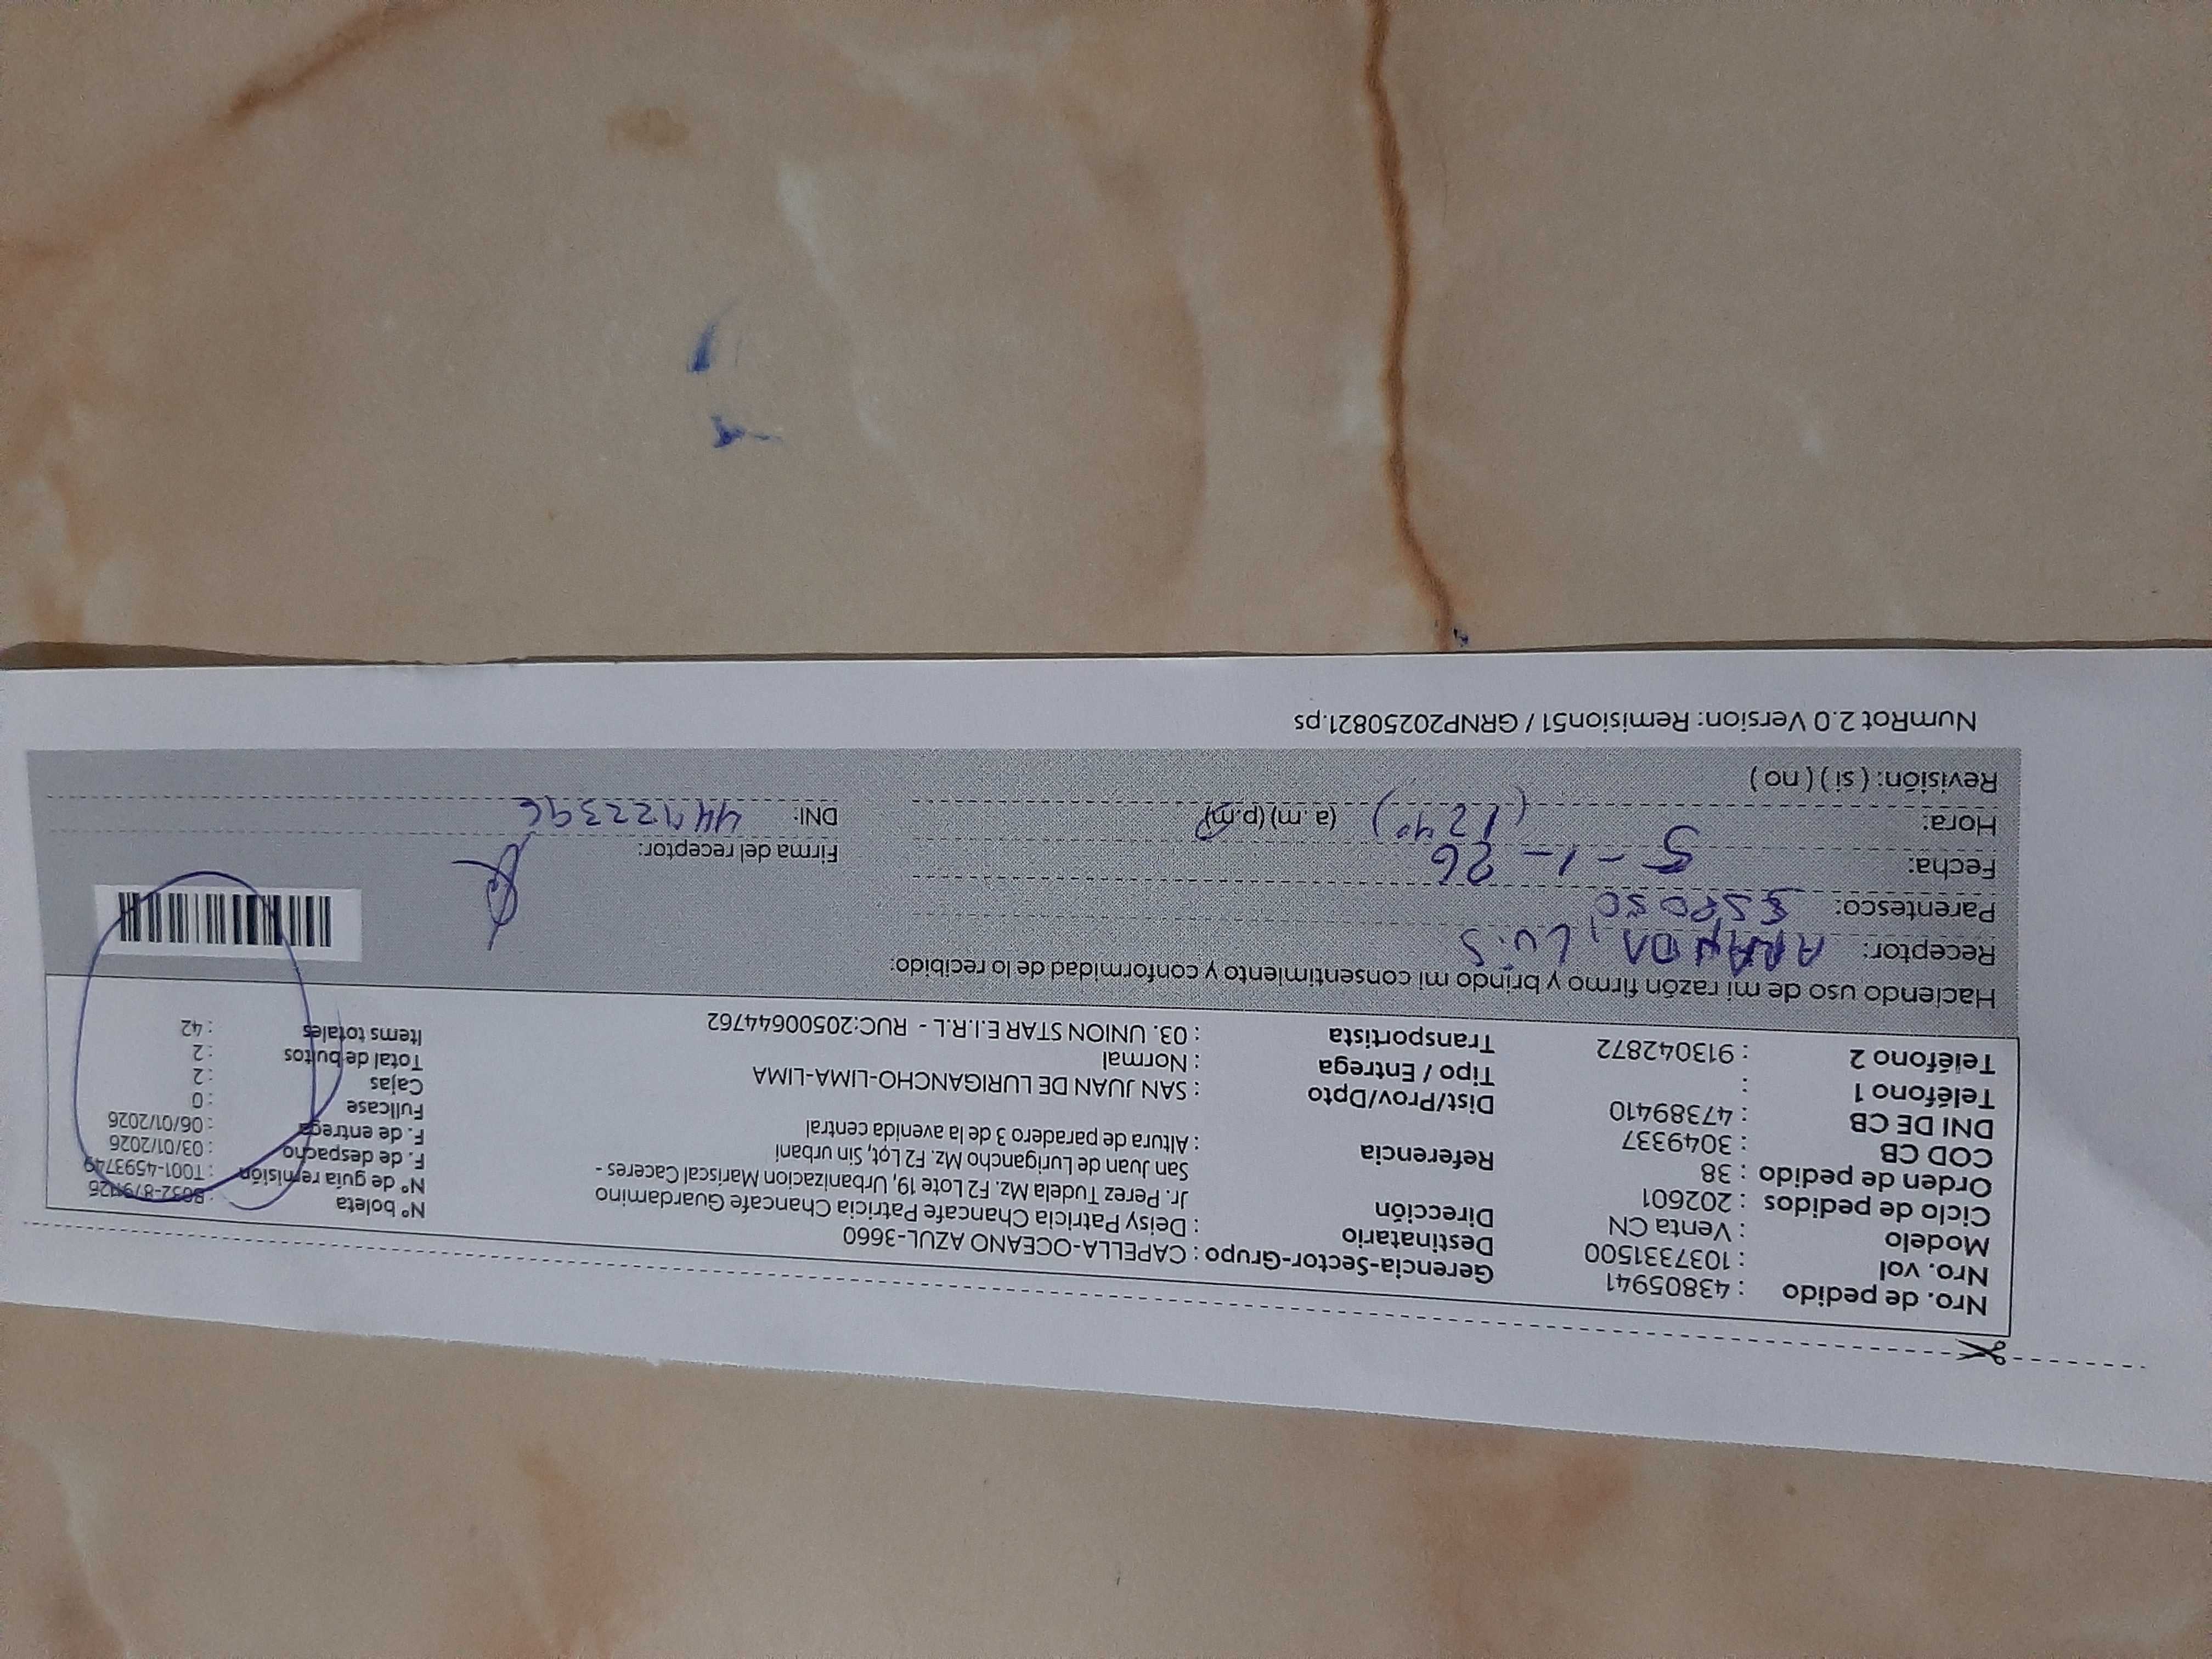 Nro. de pedido : 43805941
Nro. vol : 1037331500
Modelo : Venta CN
Ciclo de pedidos : 202601
Orden de pedido : 38
COD CB : 3049337
DNI DE CB : 47389410
Teléfono 1 :
Teléfono 2 : 913042872
Gerencia-Sector-Grupo : CAPELLA-OCEANO AZUL-3660
Destinatario : Deisy Patricia Chancafe Patricia Chancafe Guardamino
Dirección Jr. Perez Tudela Mz. F2 Lote 19, Urbanizacion Mariscal Caceres -
San Juan de Lurigancho Mz. F2 Lot, Sin urbani
Referencia : Altura de paradero 3 de la avenida central
Dist/Prov/Dpto : SAN JUAN DE LURIGANCHO-LIMA-LIMA
Tipo / Entrega : Normal
Transportista : 03. UNION STAR E.I.R.L - RUC:20500644762
N° boleta :
N° de guia remisión : T001-4593749
F. de despacho : 03/01/2026
F. de entrega : 06/01/2026
Fullcase : 0
Cajas : 2
Total de bultos : 2
Items totales : 42
Haciendo uso de mi razón firmo y brindo mi consentimiento y conformidad de lo recibido:
Receptor: ARANDA, LUIS
Parentesco: ESPOSO
Fecha: 5-1-26
Hora: (12 40) (a.m) (p.m)
Revisión: ( si ) ( no )
Firma del receptor:
DNI:
NumRot 2.0 Version: Remision51 / GRNP20250821.ps